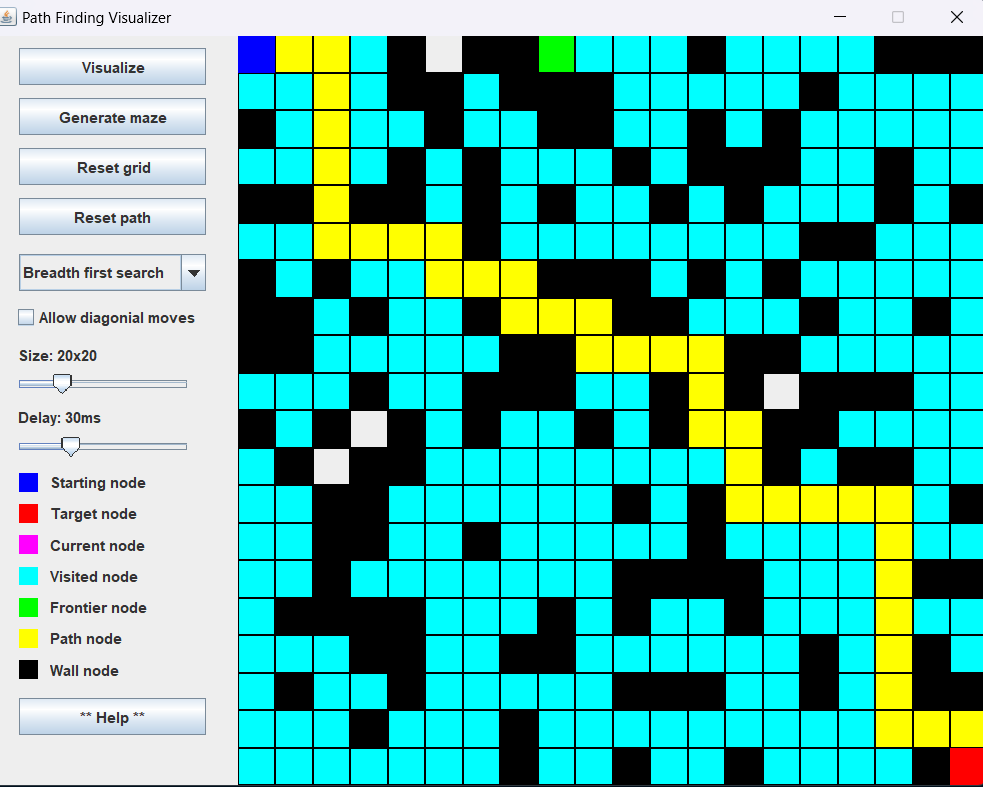 Path Finding Visualizer
Visualize
Generate maze
Reset grid
Reset path
Breadth first search
Allow diagonial moves
Size: 20x20
Delay: 30ms
Starting node
Target node
Current node
Visited node
Frontier node
Path node
Wall node
** Help **